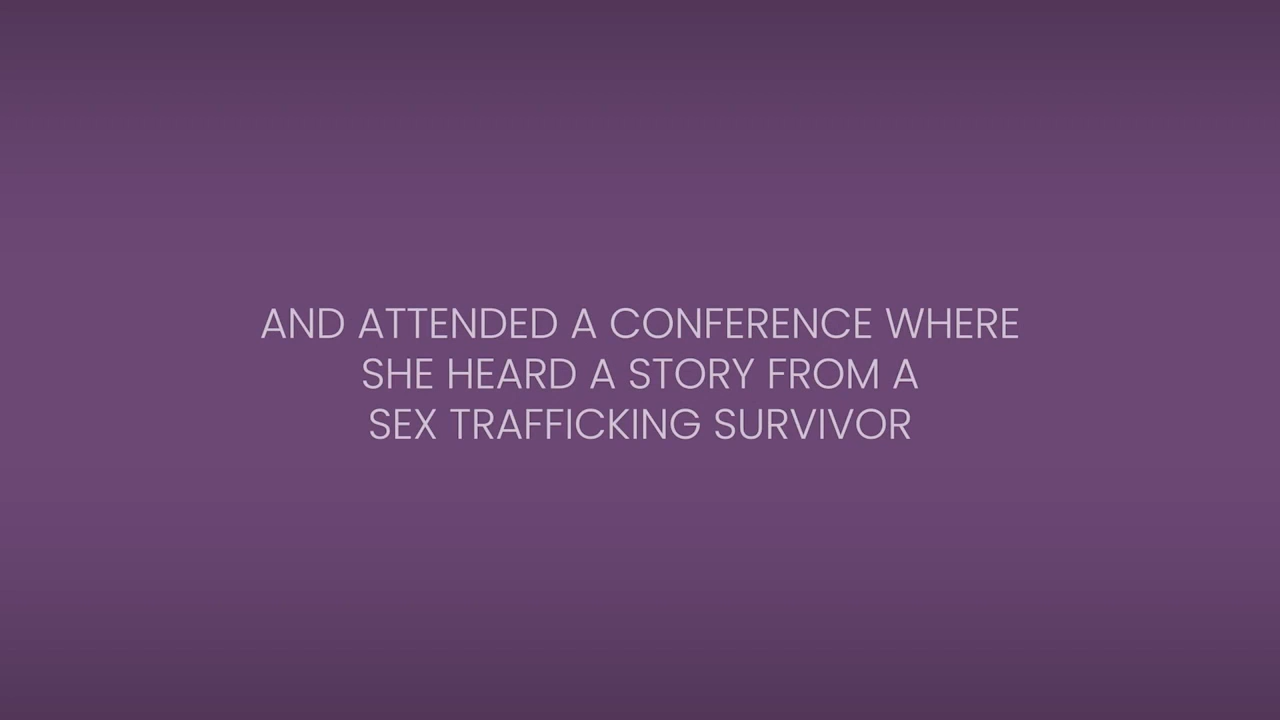 AND ATTENDED A CONFERENCE WHERE
SHE HEARD A STORY FROM A
SEX TRAFFICKING SURVIVOR